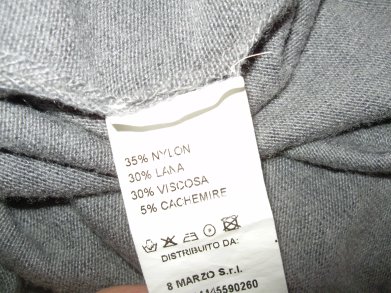 35% NYLON
30% LANA
30% VISCOSA
5% CACHEMIRE
DISTRIBUITO DA:
8 MARZO S.r.l.